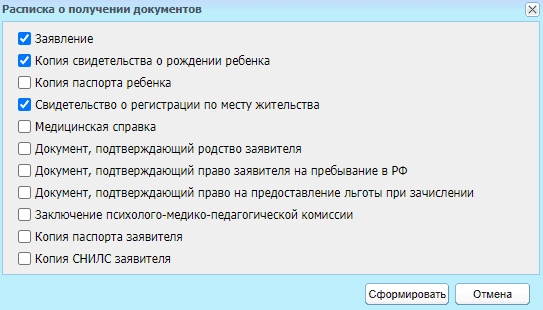 Расписка о получении документов
Заявление
Копия свидетельства о рождении ребенка
Копия паспорта ребенка
Свидетельство о регистрации по месту жительства
Медицинская справка
Документ, подтверждающий родство заявителя
Документ, подтверждающий право заявителя на пребывание в РФ
Документ, подтверждающий право на предоставление льготы при зачислении
Заключение психолого-медико-педагогической комиссии
Копия паспорта заявителя
Копия СНИЛС заявителя
Сформировать Отмена